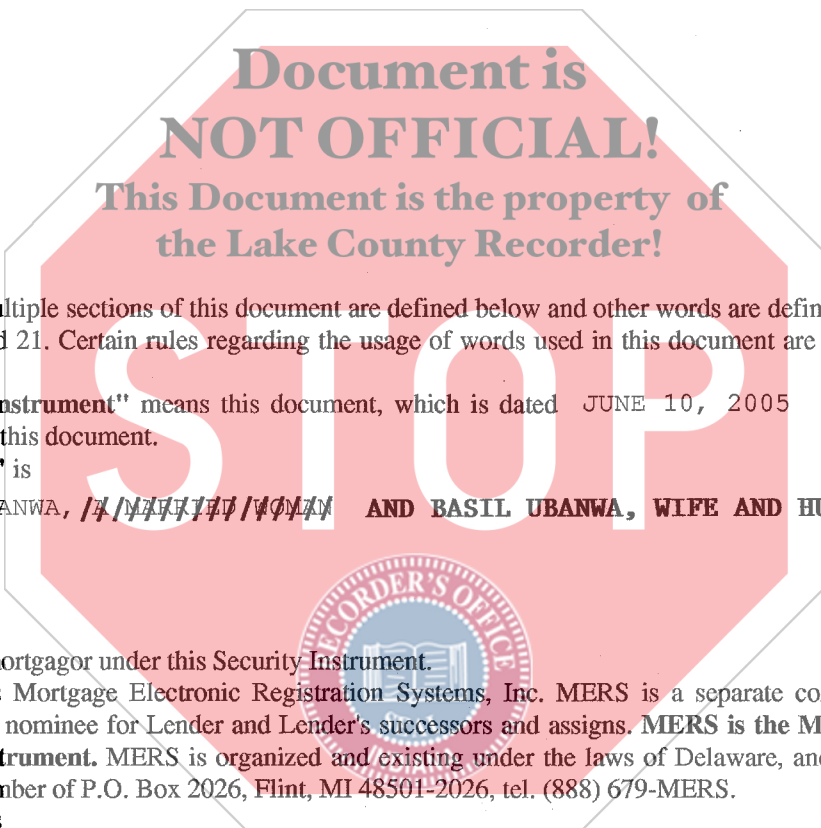 Document is
NOT OFFICIAL!
This Document is the property of
the Lake County Recorder!
ltiple sections of this document are defined below and other words are defin
21. Certain rules regarding the usage of words used in this document are
nstrument" means this document, which is dated JUNE 10, 2005
this document.
" is
ANWA, A MARRIED WOMAN AND BASIL UBANWA, WIFE AND HU
STOP
RECORDER'S OFFICE
ortgagor under this Security Instrument.
Mortgage Electronic Registration Systems, Inc. MERS is a separate co
nominee for Lender and Lender's successors and assigns. MERS is the M
trument. MERS is organized and existing under the laws of Delaware, an
nber of P.O. Box 2026, Flint, MI 48501-2026, tel. (888) 679-MERS.